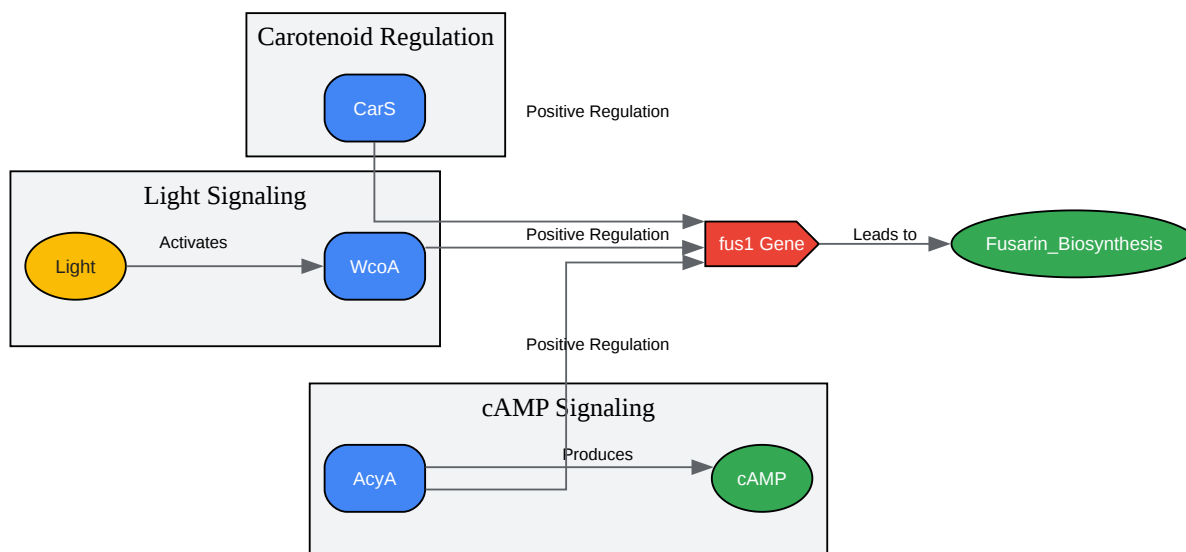 Carotenoid Regulation
CarS
Positive Regulation
Light Signaling
Light
Activates
WcoA
Positive Regulation
fus1 Gene
Leads to
Fusarin_Biosynthesis
Positive Regulation
cAMP Signaling
AcyA
Produces
cAMP